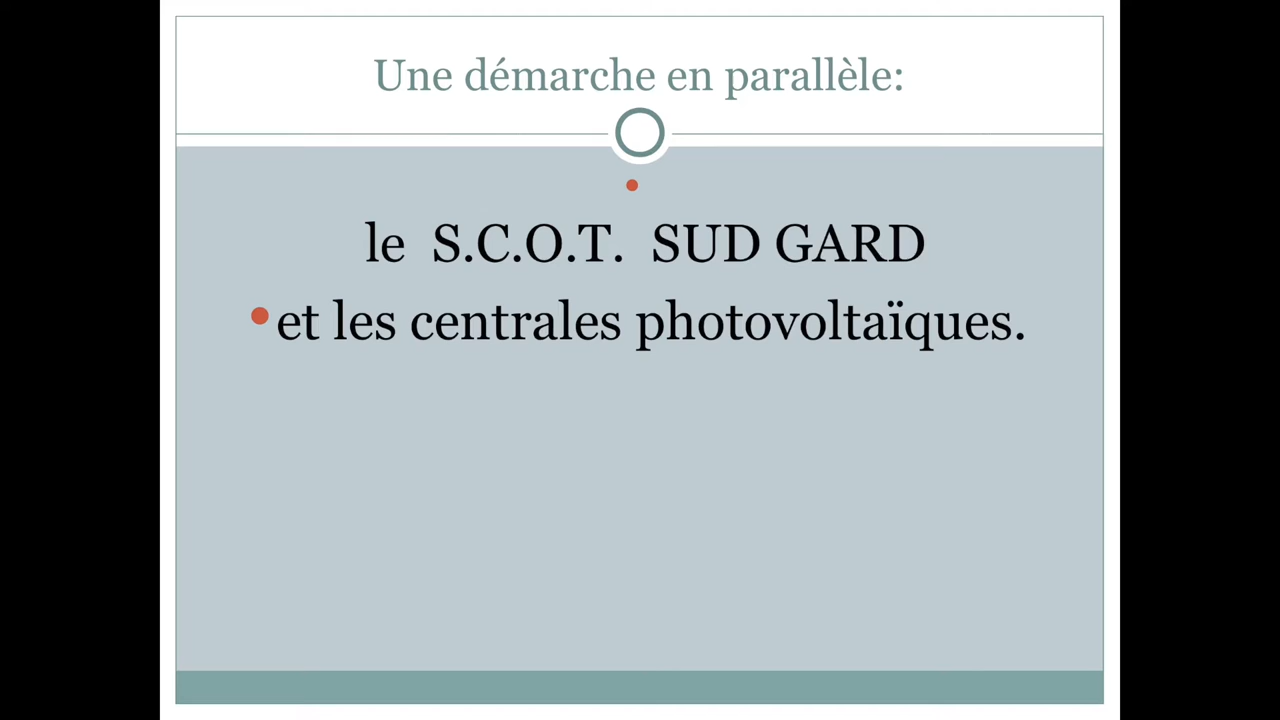 Une démarche en parallèle:
le S.C.O.T. SUD GARD
et les centrales photovoltaïques.